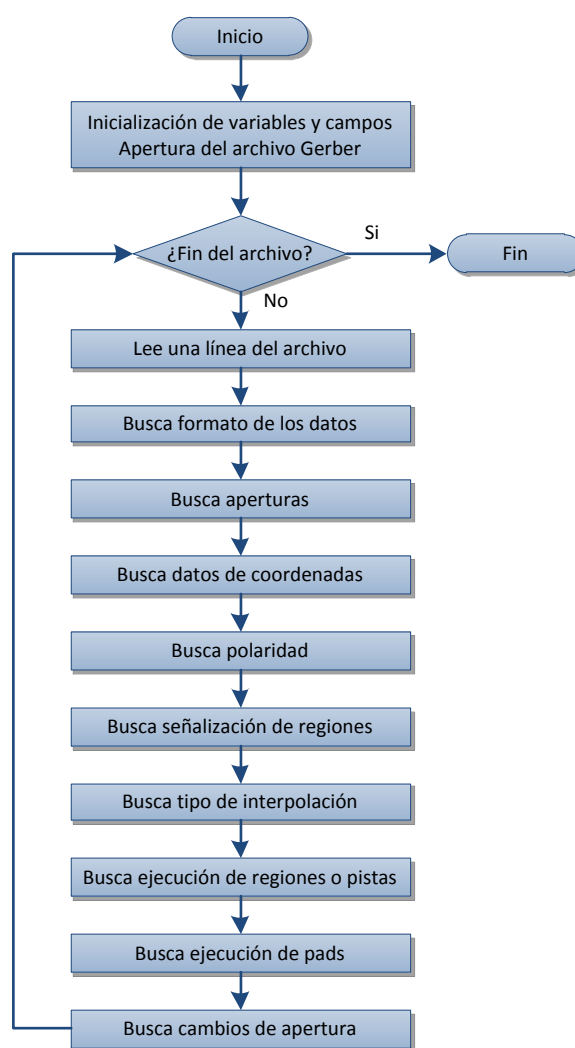 Inicio
Inicialización de variables y campos
Apertura del archivo Gerber
¿Fin del archivo?
Si
Fin
No
Lee una línea del archivo
Busca formato de los datos
Busca aperturas
Busca datos de coordenadas
Busca polaridad
Busca señalización de regiones
Busca tipo de interpolación
Busca ejecución de regiones o pistas
Busca ejecución de pads
Busca cambios de apertura